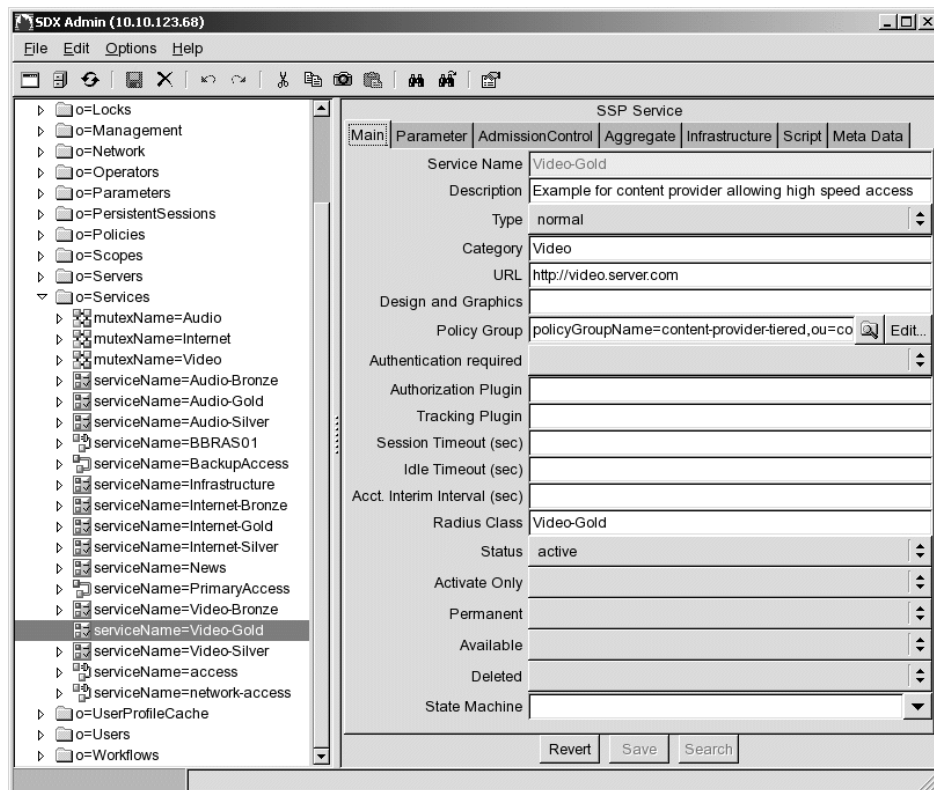 SDX Admin (10.10.123.68)
File Edit Options Help
o=Locks
o=Management
o=Network
o=Operators
o=Parameters
o=PersistentSessions
o=Policies
o=Scopes
o=Servers
o=Services
mutexName=Audio
mutexName=Internet
mutexName=Video
serviceName=Audio-Bronze
serviceName=Audio-Gold
serviceName=Audio-Silver
serviceName=BBRAS01
serviceName=BackupAccess
serviceName=Infrastructure
serviceName=Internet-Bronze
serviceName=Internet-Gold
serviceName=Internet-Silver
serviceName=News
serviceName=PrimaryAccess
serviceName=Video-Bronze
serviceName=Video-Gold
serviceName=Video-Silver
serviceName=access
serviceName=network-access
o=UserProfileCache
o=Users
o=Workflows
SSP Service
Main Parameter AdmissionControl Aggregate Infrastructure Script Meta Data
Service Name Video-Gold
Description Example for content provider allowing high speed access
Type normal
Category Video
URL http://video.server.com
Design and Graphics
Policy Group policyGroupName=content-provider-tiered,ou=co Edit...
Authentication required
Authorization Plugin
Tracking Plugin
Session Timeout (sec)
Idle Timeout (sec)
Acct. Interim Interval (sec)
Radius Class Video-Gold
Status active
Activate Only
Permanent
Available
Deleted
State Machine
Revert Save Search